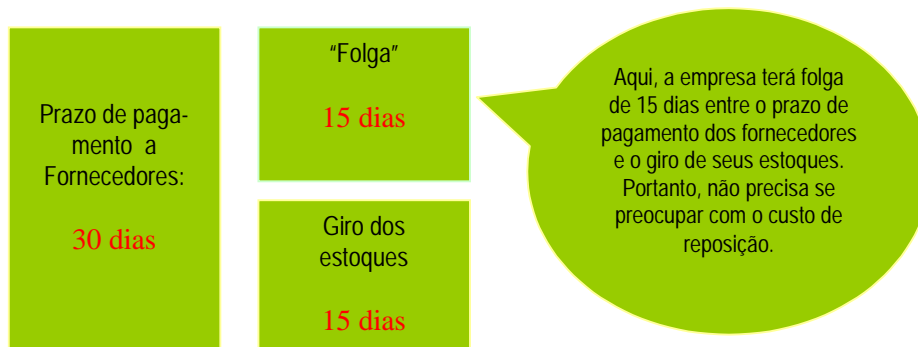 Prazo de paga-
mento a
Fornecedores:
30 dias
“Folga”
15 dias
Giro dos
estoques
15 dias
Aqui, a empresa terá folga
de 15 dias entre o prazo de
pagamento dos fornecedores
e o giro de seus estoques.
Portanto, não precisa se
preocupar com o custo de
reposição.